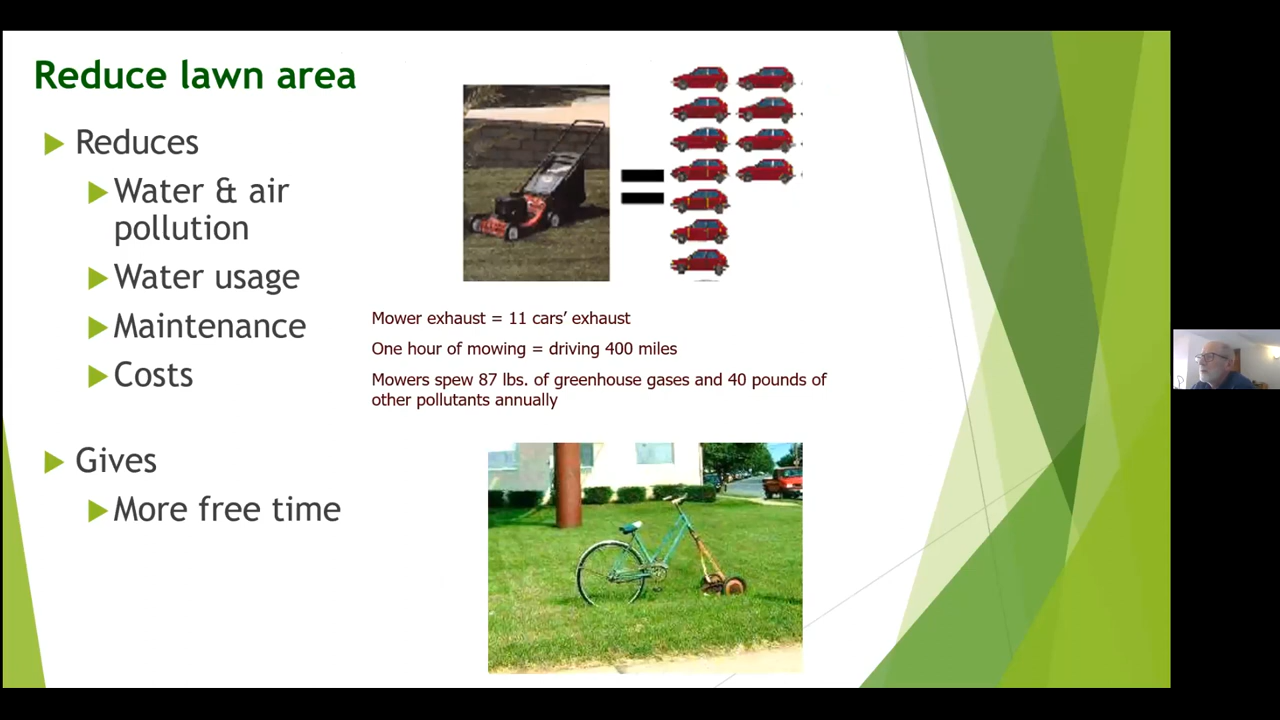 Reduce lawn area
Reduces
Water & air
pollution
Water usage
Maintenance
Costs
Gives
More free time
Mower exhaust = 11 cars’ exhaust
One hour of mowing = driving 400 miles
Mowers spew 87 lbs. of greenhouse gases and 40 pounds of
other pollutants annually